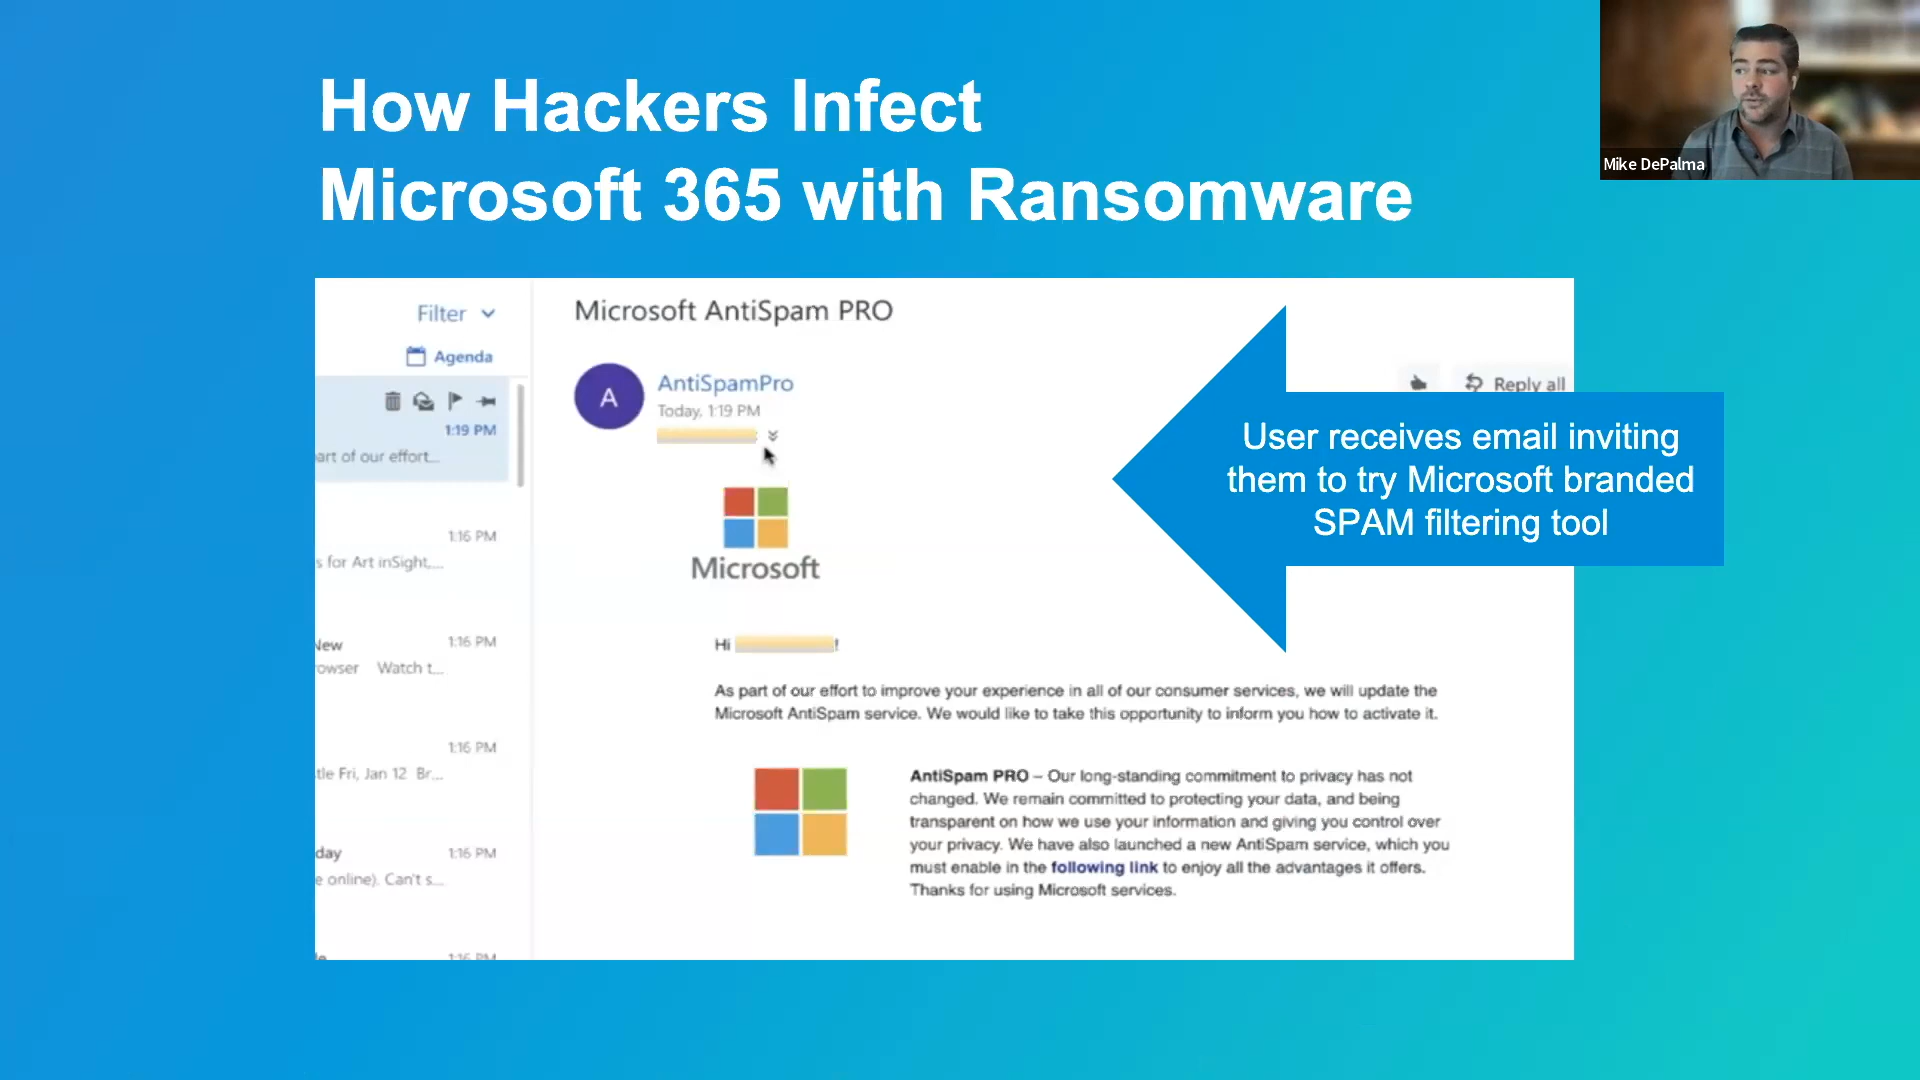 How Hackers Infect
Microsoft 365 with Ransomware
Mike DePalma
Filter
Agenda
1:19 PM
art of our effort...
1:16 PM
s for Art inSight,...
New
1:16 PM
owser Watch t...
1:16 PM
tle Fri, Jan 12 Br...
day
1:16 PM
e online). Can't s...
1:16 PM
Microsoft AntiSpam PRO
A
AntiSpamPro
Today, 1:19 PM
Reply all
Microsoft
Hi !
As part of our effort to improve your experience in all of our consumer services, we will update the
Microsoft AntiSpam service. We would like to take this opportunity to inform you how to activate it.
AntiSpam PRO – Our long-standing commitment to privacy has not
changed. We remain committed to protecting your data, and being
transparent on how we use your information and giving you control over
your privacy. We have also launched a new AntiSpam service, which you
must enable in the following link to enjoy all the advantages it offers.
Thanks for using Microsoft services.
User receives email inviting
them to try Microsoft branded
SPAM filtering tool